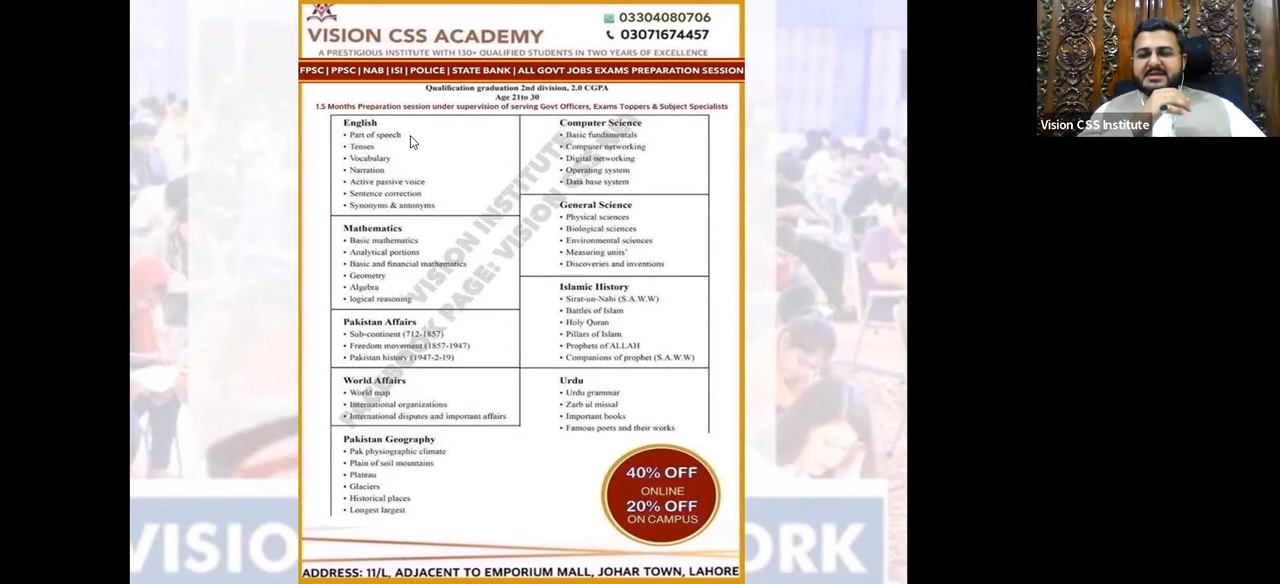 VISION CSS ACADEMY
03304080706
03071674457
A PRESTIGIOUS INSTITUTE WITH 130+ QUALIFIED STUDENTS IN TWO YEARS OF EXCELLENCE
FPSC | PPSC | NAB | ISI | POLICE | STATE BANK | ALL GOVT JOBS EXAMS PREPARATION SESSION
Qualification graduation 2nd division, 2.0 CGPA
Age 21to 30
1.5 Months Preparation session under supervision of serving Govt Officers, Exams Toppers & Subject Specialists
English
• Part of speech
• Tenses
• Vocabulary
• Narration
• Active passive voice
• Sentence correction
• Synonyms & antonyms
Mathematics
• Basic mathematics
• Analytical portions
• Basic and financial mathematics
• Geometry
• Algebra
• logical reasoning
Pakistan Affairs
• Sub-continent (712-1857)
• Freedom movement (1857-1947)
• Pakistan history (1947-2-19)
World Affairs
• World map
• International organizations
• International disputes and important affairs
Pakistan Geography
• Pak physiographic climate
• Plain of soil mountains
• Plateau
• Glaciers
• Historical places
• Longest largest
Computer Science
• Basic fundamentals
• Computer networking
• Digital networking
• Operating system
• Data base system
General Science
• Physical sciences
• Biological sciences
• Environmental sciences
• Measuring units'
• Discoveries and inventions
Islamic History
• Sirat-un-Nabi (S.A.W.W)
• Battles of Islam
• Holy Quran
• Pillars of Islam
• Prophets of ALLAH
• Companions of prophet (S.A.W.W)
Urdu
• Urdu grammar
• Zarb ul missal
• Important books
• Famous poets and their works
VISION INSTITUTE
FACEBOOK PAGE: VISION CSS
40% OFF
ONLINE
20% OFF
ON CAMPUS
ADDRESS: 11/L, ADJACENT TO EMPORIUM MALL, JOHAR TOWN, LAHORE
VISIO
ORK
Vision CSS Institute